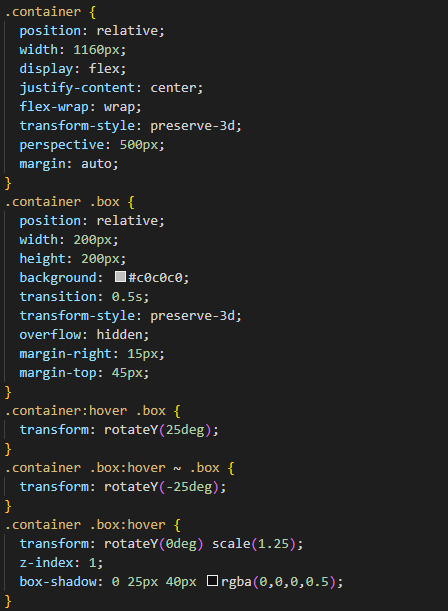 .container {
position: relative;
width: 1160px;
display: flex;
justify-content: center;
flex-wrap: wrap;
transform-style: preserve-3d;
perspective: 500px;
margin: auto;
}
.container .box {
position: relative;
width: 200px;
height: 200px;
background: #c0c0c0;
transition: 0.5s;
transform-style: preserve-3d;
overflow: hidden;
margin-right: 15px;
margin-top: 45px;
}
.container:hover .box {
transform: rotateY(25deg);
}
.container .box:hover ~ .box {
transform: rotateY(-25deg);
}
.container .box:hover {
transform: rotateY(0deg) scale(1.25);
z-index: 1;
box-shadow: 0 25px 40px rgba(0,0,0,0.5);
}